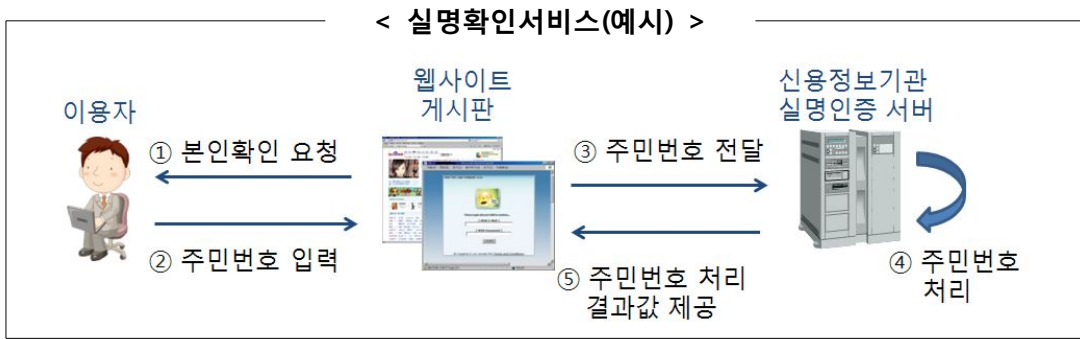 < 실명확인서비스(예시) >
이용자
웹사이트
게시판
신용정보기관
실명인증 서버
① 본인확인 요청
② 주민번호 입력
③ 주민번호 전달
④ 주민번호
처리
⑤ 주민번호 처리
결과값 제공